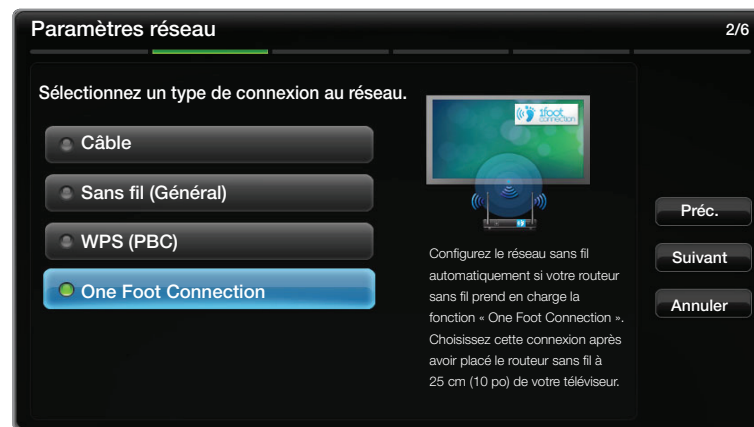 Paramètres réseau
2/6
Sélectionnez un type de connexion au réseau.
Câble
Sans fil (Général)
WPS (PBC)
One Foot Connection
1foot
connection
Configurez le réseau sans fil
automatiquement si votre routeur
sans fil prend en charge la
fonction « One Foot Connection ».
Choisissez cette connexion après
avoir placé le routeur sans fil à
25 cm (10 po) de votre téléviseur.
Préc.
Suivant
Annuler